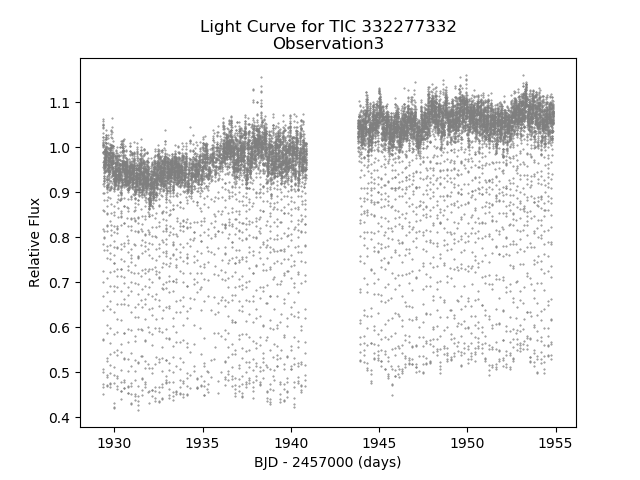 Light Curve for TIC 332277332
Observation3
1.1
1.0
0.9
0.8
0.7
0.6
0.5
0.4
Relative Flux
1930 1935 1940 1945 1950 1955
BJD - 2457000 (days)